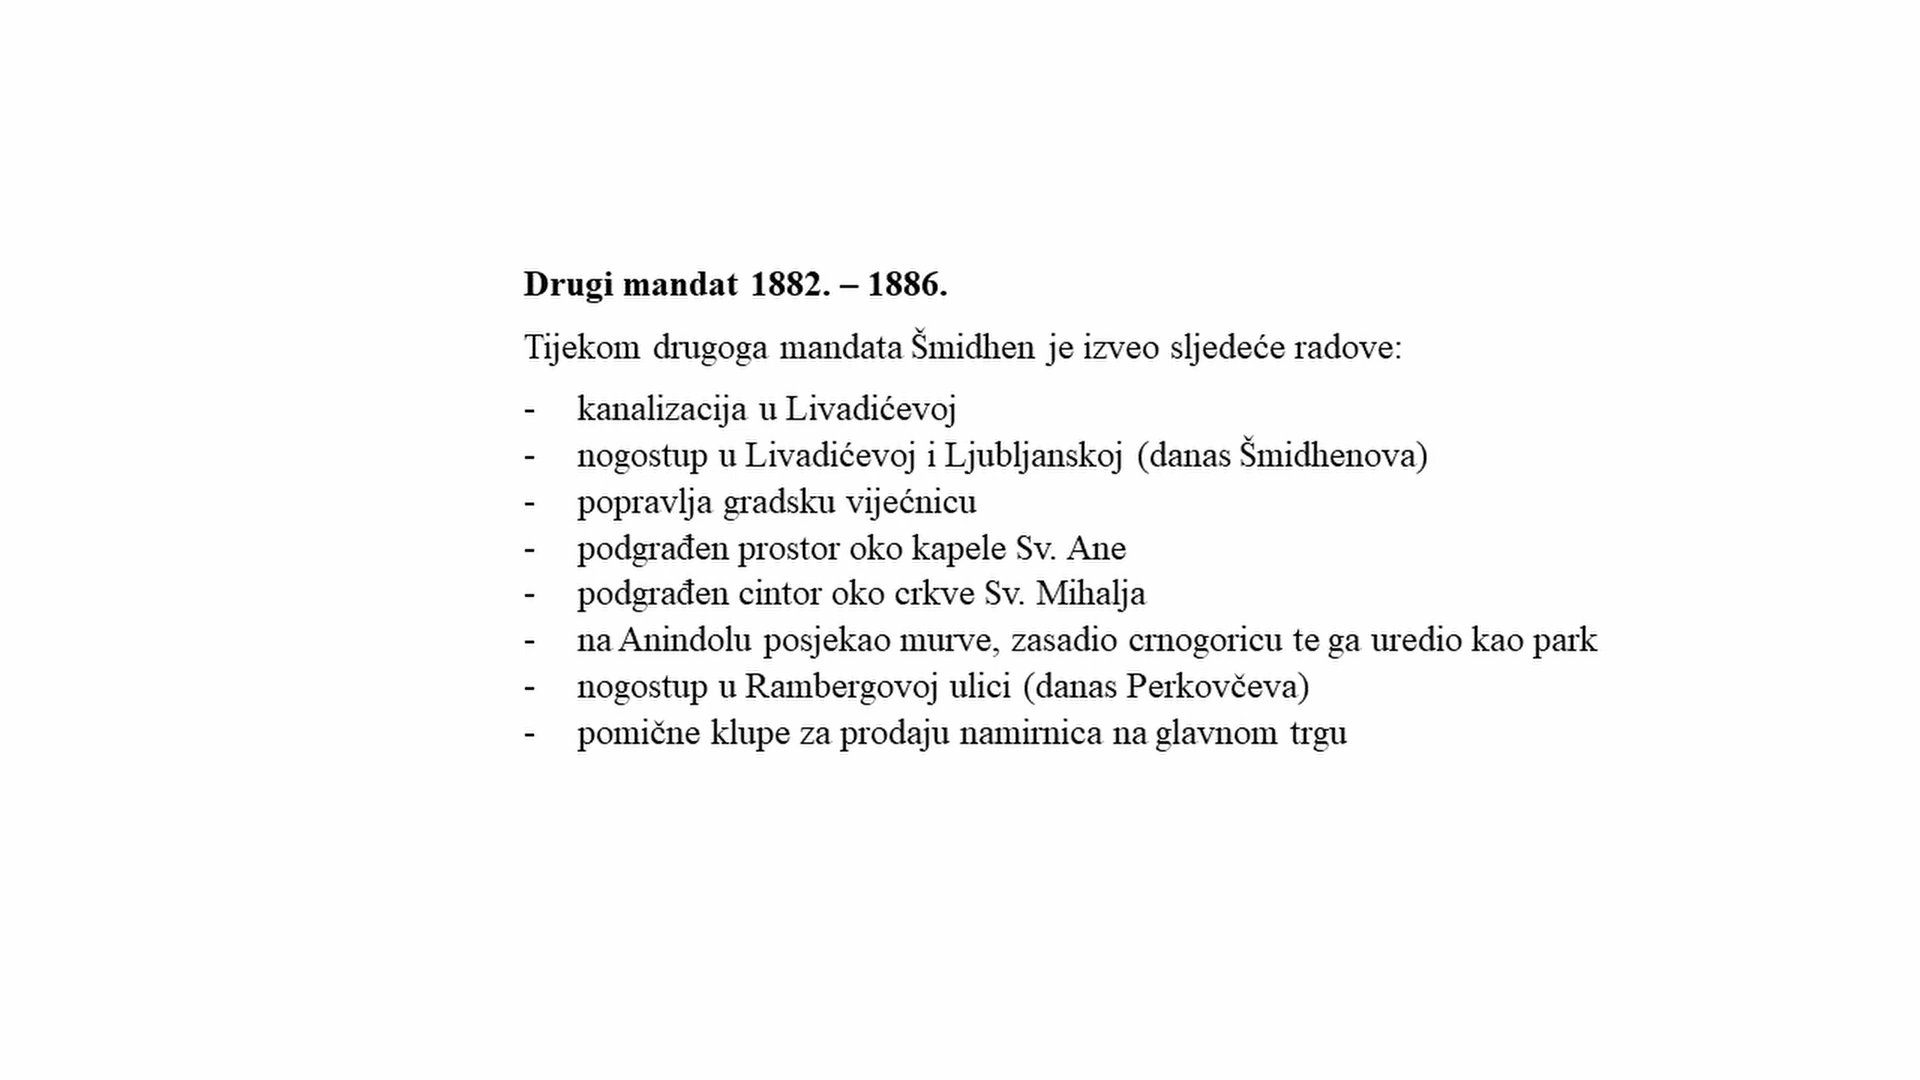 Drugi mandat 1882. – 1886.
Tijekom drugoga mandata Šmidhen je izveo sljedeće radove:
- kanalizacija u Livadićevoj
- nogostup u Livadićevoj i Ljubljanskoj (danas Šmidhenova)
- popravlja gradsku vijećnicu
- podgrađen prostor oko kapele Sv. Ane
- podgrađen cintor oko crkve Sv. Mihalja
- na Anindolu posjekao murve, zasadio crnogoricu te ga uredio kao park
- nogostup u Rambergovoj ulici (danas Perkovčeva)
- pomične klupe za prodaju namirnica na glavnom trgu